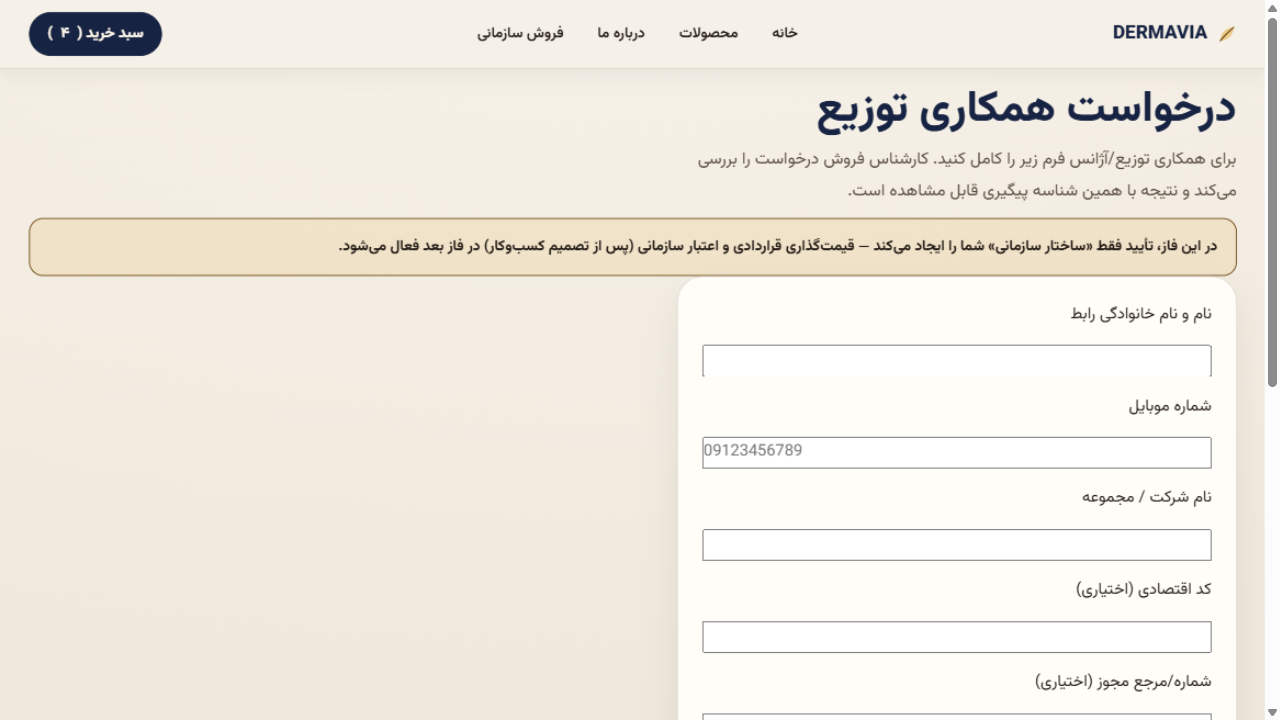 DERMAVIA
خانه
محصولات
درباره ما
فروش سازمانی
سبد خرید ( ۴ )
درخواست همکاری توزیع
برای همکاری توزیع/آژانس فرم زیر را کامل کنید. کارشناس فروش درخواست را بررسی
می‌کند و نتیجه با همین شناسه پیگیری قابل مشاهده است.
در این فاز، تأیید فقط «ساختار سازمانی» شما را ایجاد می‌کند — قیمت‌گذاری قراردادی و اعتبار سازمانی (پس از تصمیم کسب‌وکار) در فاز بعد فعال می‌شود.
نام و نام خانوادگی رابط
شماره موبایل
09123456789
نام شرکت / مجموعه
کد اقتصادی (اختیاری)
شماره/مرجع مجوز (اختیاری)